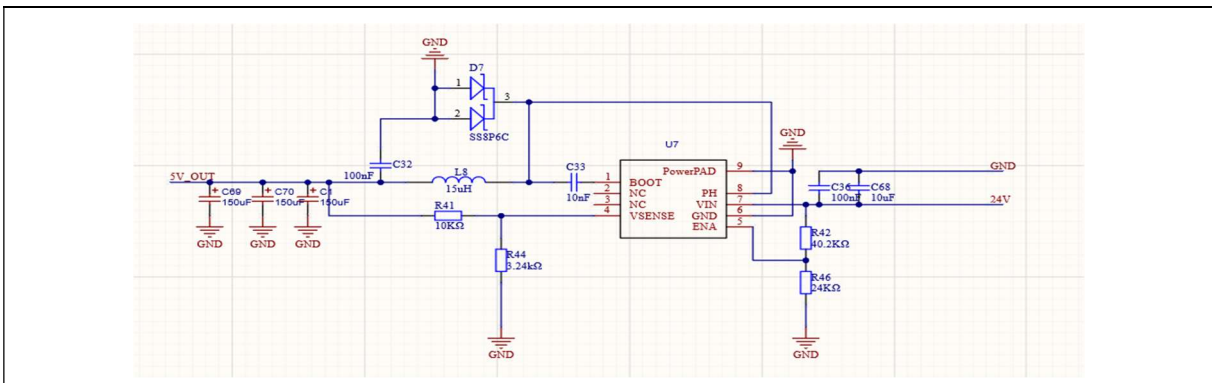 GND
D7
1
3
2
SS8P6C
GND
U7
C32
100nF
5V_OUT
L8
15uH
C33
10nF
1
2
3
4
BOOT
NC
NC
VSENSE
PowerPAD
PH
VIN
GND
ENA
9
8
7
6
5
GND
C36
100nF
C68
10uF
24V
+
C69
150uF
+
C70
150uF
+
150uF
R41
10KΩ
R42
40.2KΩ
GND
GND
GND
R44
3.24kΩ
R46
24KΩ
GND
GND